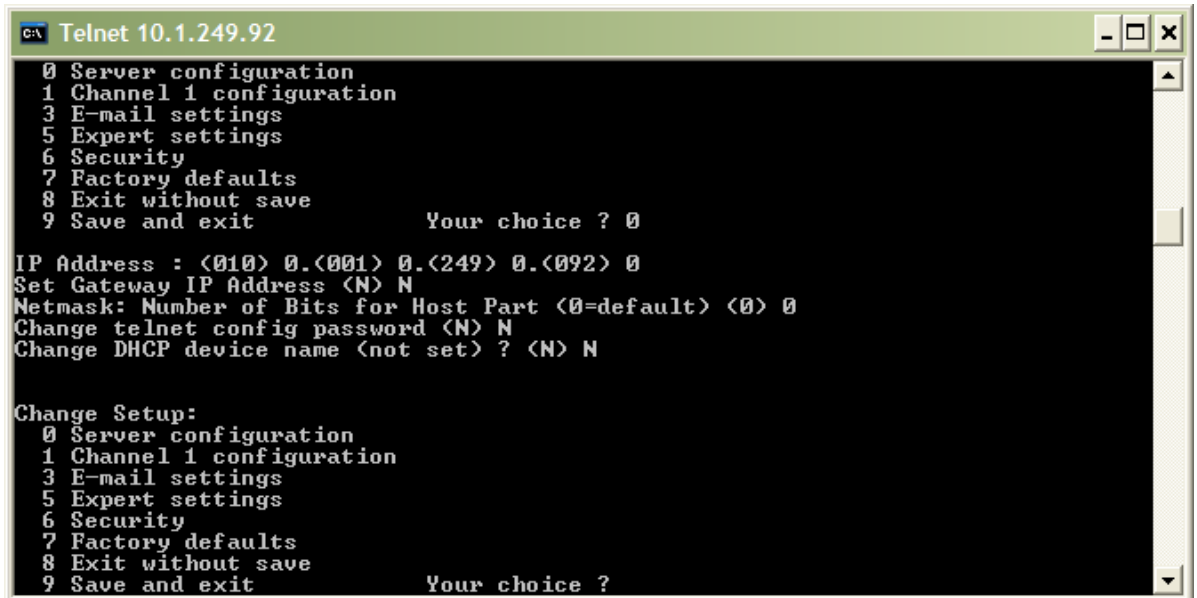 Telnet 10.1.249.92
0 Server configuration
1 Channel 1 configuration
3 E-mail settings
5 Expert settings
6 Security
7 Factory defaults
8 Exit without save
9 Save and exit Your choice ? 0
IP Address : (010) 0.(001) 0.(249) 0.(092) 0
Set Gateway IP Address (N) N
Netmask: Number of Bits for Host Part (0=default) (0) 0
Change telnet config password (N) N
Change DHCP device name (not set) ? (N) N
Change Setup:
0 Server configuration
1 Channel 1 configuration
3 E-mail settings
5 Expert settings
6 Security
7 Factory defaults
8 Exit without save
9 Save and exit Your choice ?